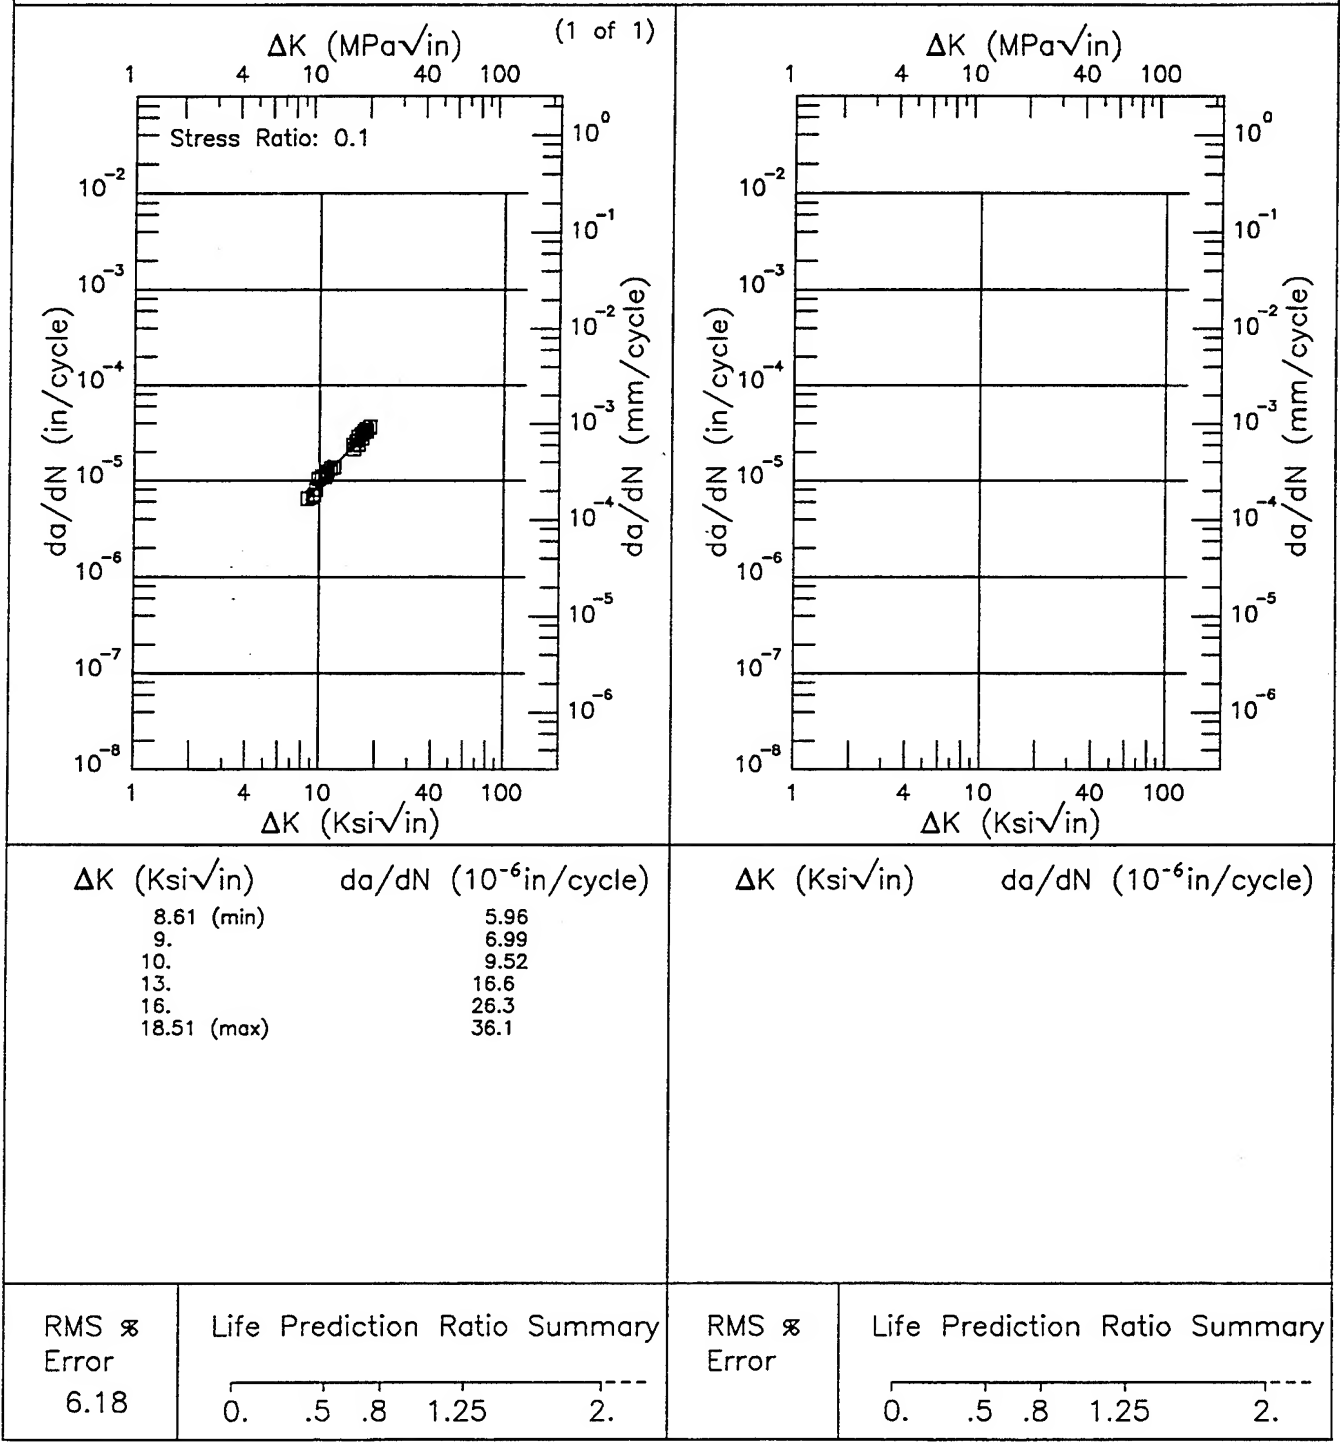 (1 of 1)
ΔK (MPa√in)
1 4 10 40 100
Stress Ratio: 0.1
da/dN (in/cycle)
10⁻²
10⁻³
10⁻⁴
10⁻⁵
10⁻⁶
10⁻⁷
10⁻⁸
10⁰
10⁻¹
10⁻²
10⁻³
10⁻⁴
10⁻⁵
10⁻⁶
da/dN (mm/cycle)
1 4 10 40 100
ΔK (Ksi√in)
ΔK (MPa√in)
1 4 10 40 100
da/dN (in/cycle)
10⁻²
10⁻³
10⁻⁴
10⁻⁵
10⁻⁶
10⁻⁷
10⁻⁸
10⁰
10⁻¹
10⁻²
10⁻³
10⁻⁴
10⁻⁵
10⁻⁶
da/dN (mm/cycle)
1 4 10 40 100
ΔK (Ksi√in)
ΔK (Ksi√in) da/dN (10⁻⁶in/cycle)
8.61 (min) 5.96
9. 6.99
10. 9.52
13. 16.6
16. 26.3
18.51 (max) 36.1
ΔK (Ksi√in) da/dN (10⁻⁶in/cycle)
RMS %
Error
6.18
Life Prediction Ratio Summary
0. .5 .8 1.25 2.
RMS %
Error
Life Prediction Ratio Summary
0. .5 .8 1.25 2.